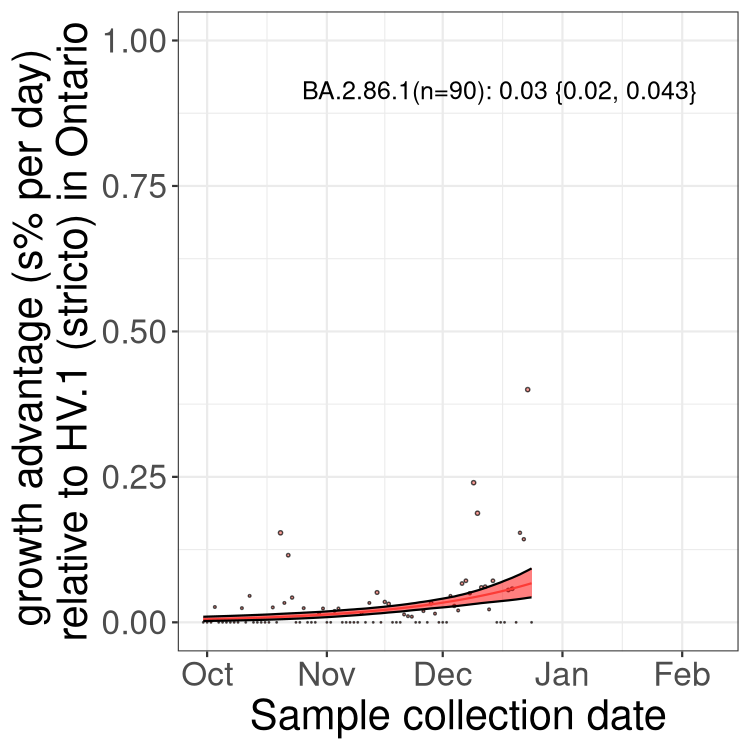 growth advantage (s% per day)
relative to HV.1 (stricto) in Ontario
1.00
0.75
0.50
0.25
0.00
BA.2.86.1(n=90): 0.03 {0.02, 0.043}
Oct Nov Dec Jan Feb
Sample collection date